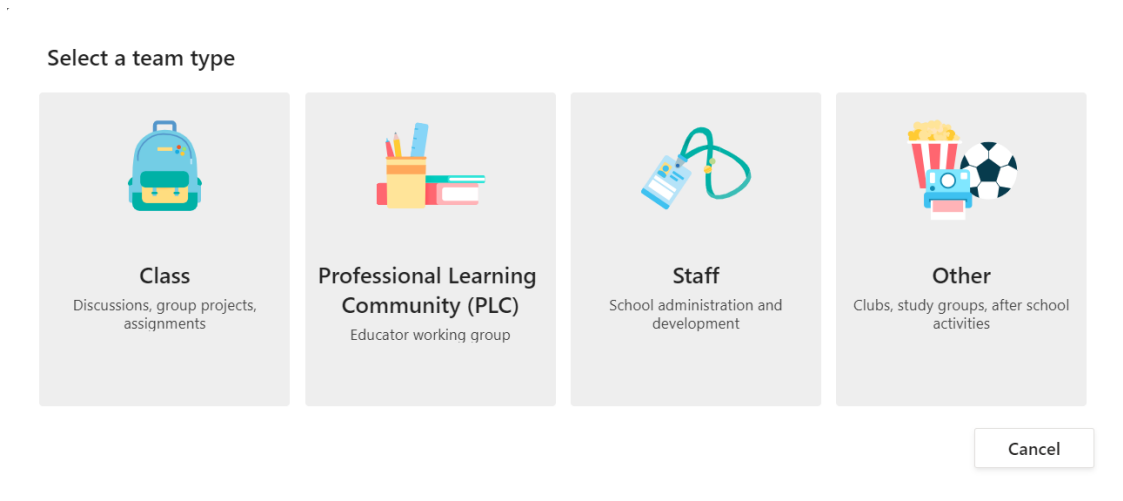 Select a team type
Class
Discussions, group projects,
assignments
Professional Learning
Community (PLC)
Educator working group
Staff
School administration and
development
Other
Clubs, study groups, after school
activities
Cancel